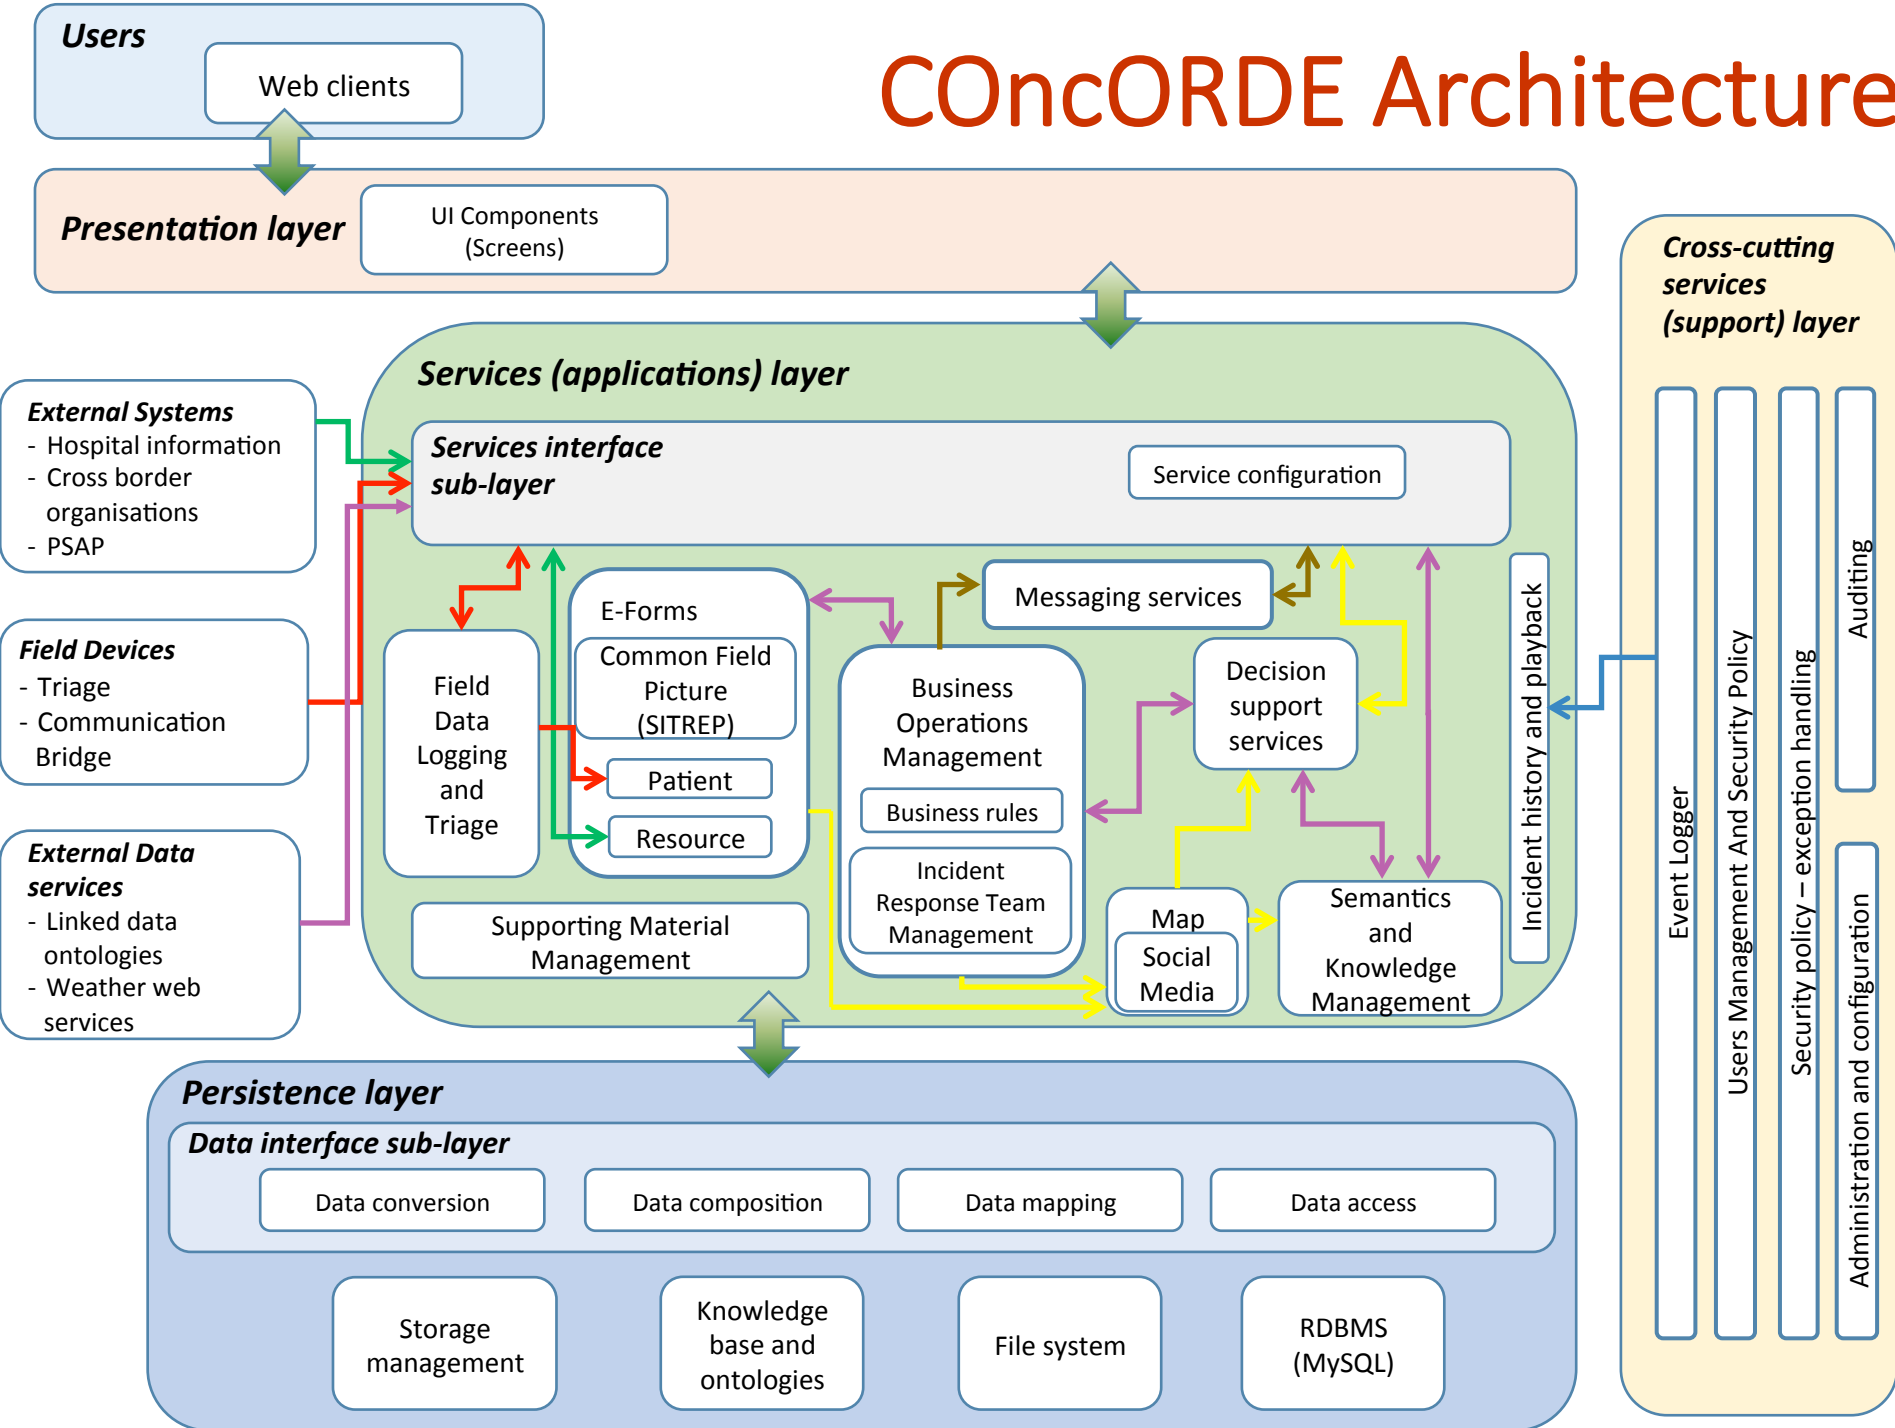 COncORDE Architecture
Users
Web clients
Presentation layer
UI Components
(Screens)
Cross-cutting
services
(support) layer
Services (applications) layer
External Systems
- Hospital information
- Cross border
organisations
- PSAP
Services interface
sub-layer
Service configuration
Field Devices
- Triage
- Communication
Bridge
External Data
services
- Linked data
ontologies
- Weather web
services
Field
Data
Logging
and
Triage
E-Forms
Common Field
Picture
(SITREP)
Patient
Resource
Supporting Material
Management
Messaging services
Business
Operations
Management
Business rules
Incident
Response Team
Management
Decision
support
services
Map
Social
Media
Semantics
and
Knowledge
Management
Incident history and playback
Event Logger
Users Management And Security Policy
Security policy – exception handling
Auditing
Administration and configuration
Persistence layer
Data interface sub-layer
Data conversion
Data composition
Data mapping
Data access
Storage
management
Knowledge
base and
ontologies
File system
RDBMS
(MySQL)